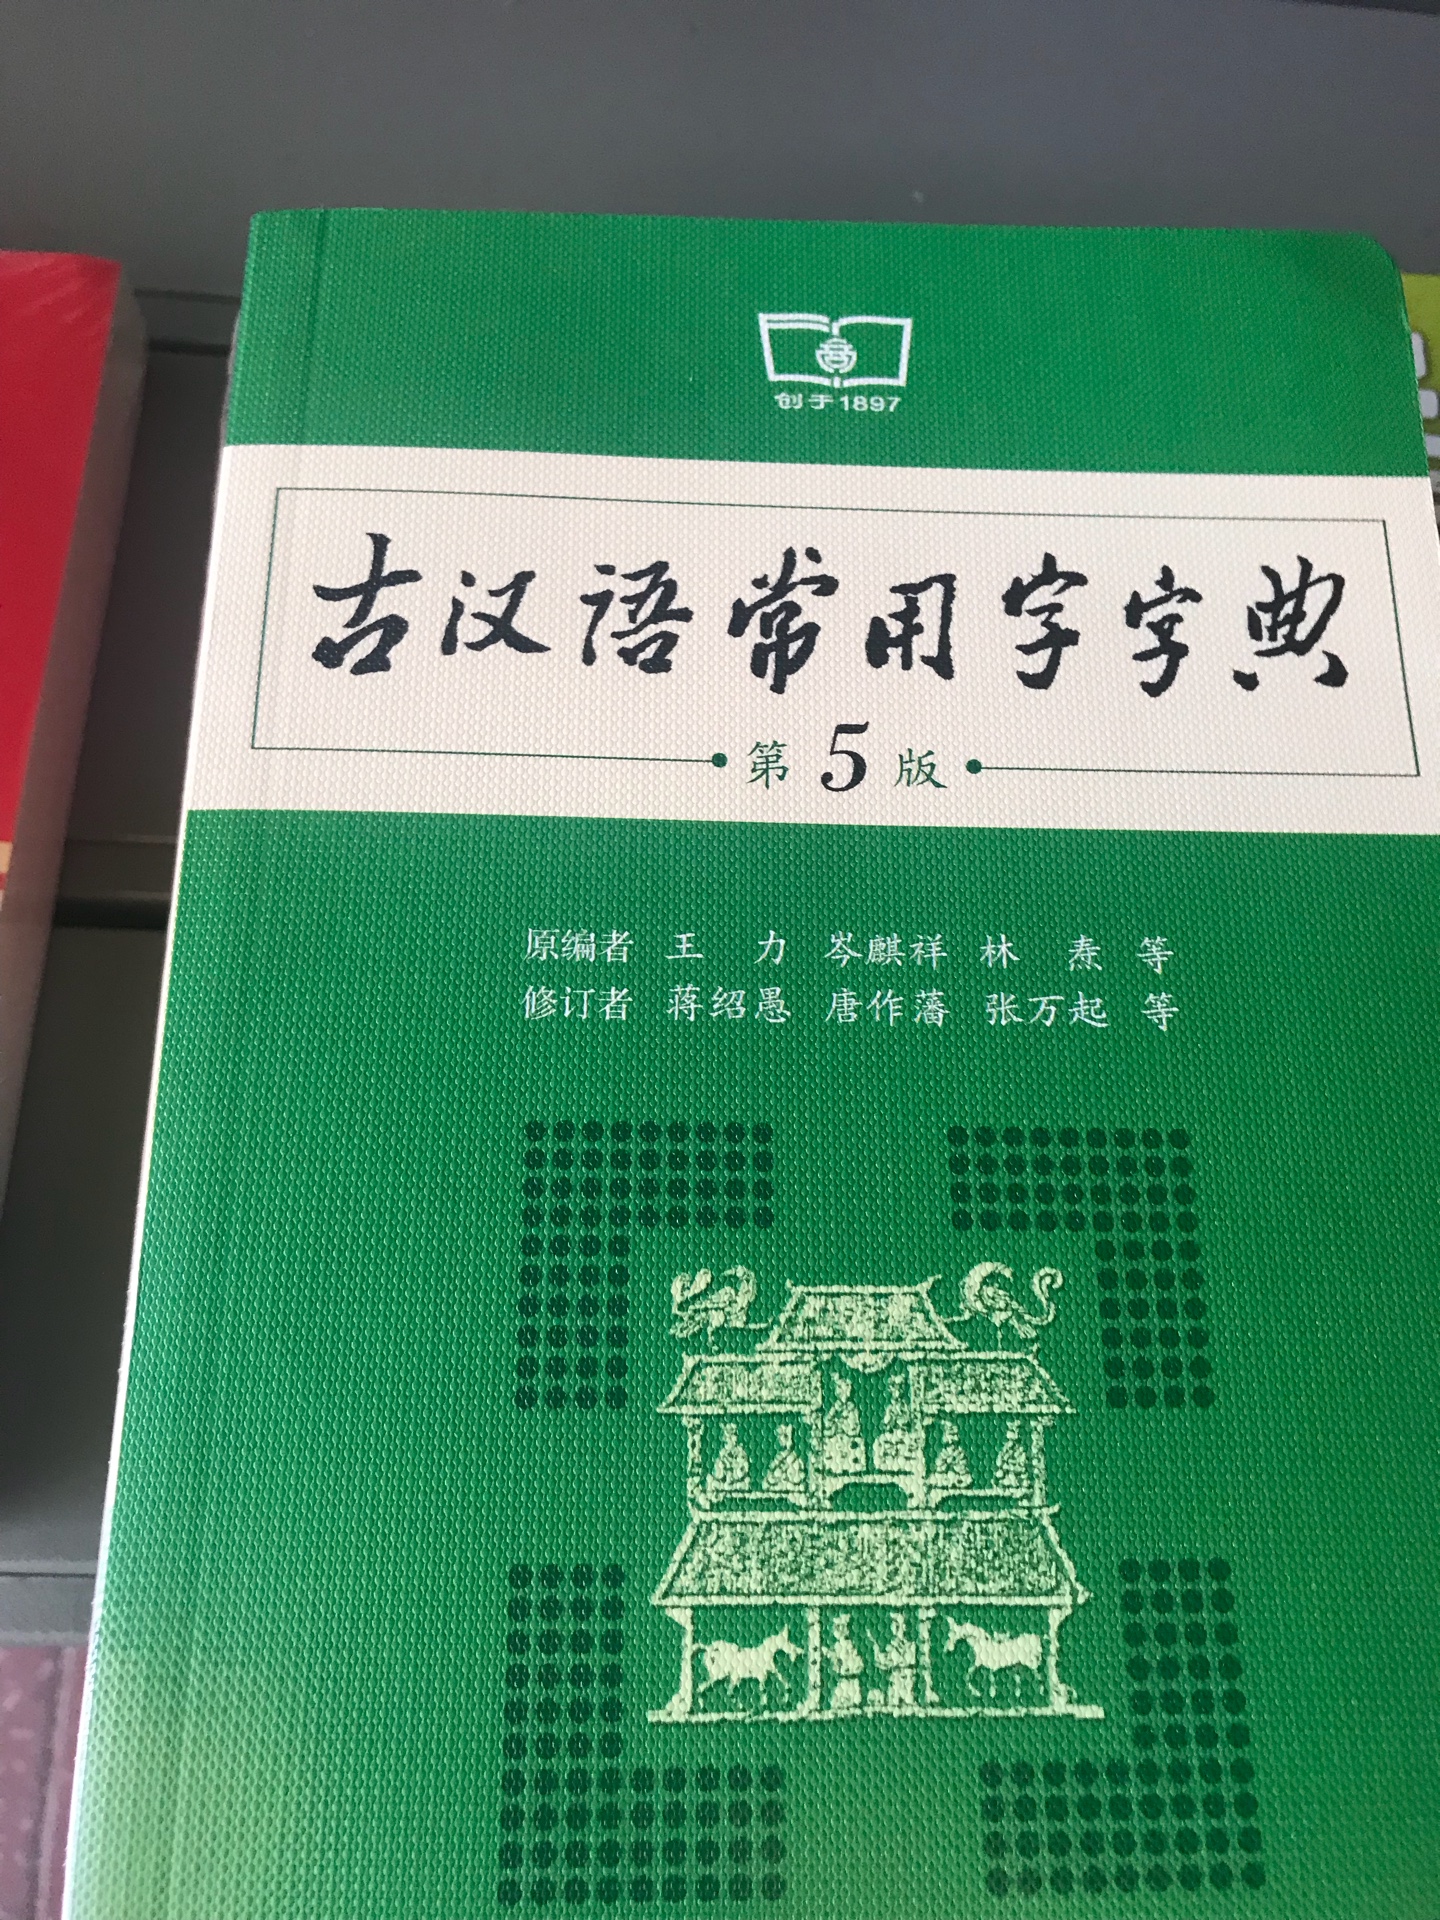 创于1897
古汉语常用字字典
第5版
原编者 王力 岑麒祥 林焘 等
修订者 蒋绍愚 唐作藩 张万起 等